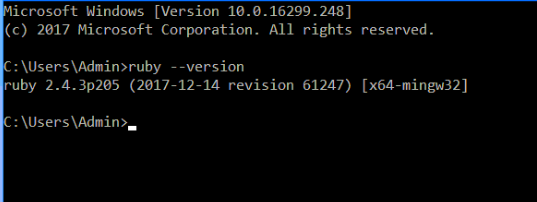 Microsoft Windows [Version 10.0.16299.248]
(c) 2017 Microsoft Corporation. All rights reserved.
C:\Users\Admin>ruby --version
ruby 2.4.3p205 (2017-12-14 revision 61247) [x64-mingw32]
C:\Users\Admin>